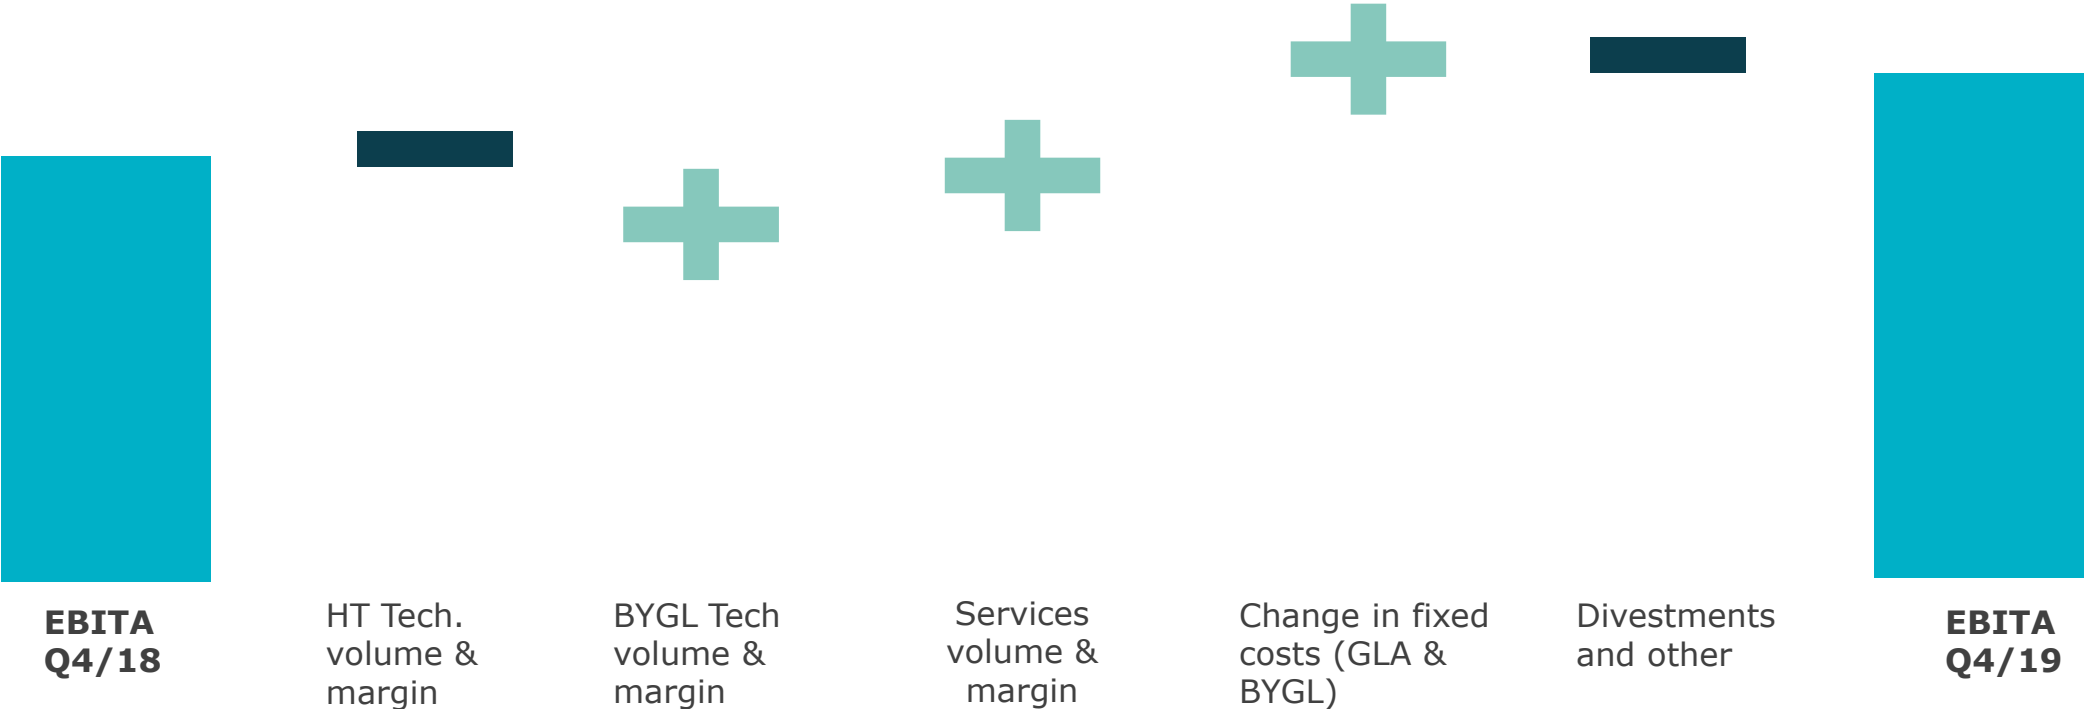 EBITA
Q4/18
HT Tech.
volume &
margin
BYGL Tech
volume &
margin
Services
volume &
margin
Change in fixed
costs (GLA &
BYGL)
Divestments
and other
EBITA
Q4/19